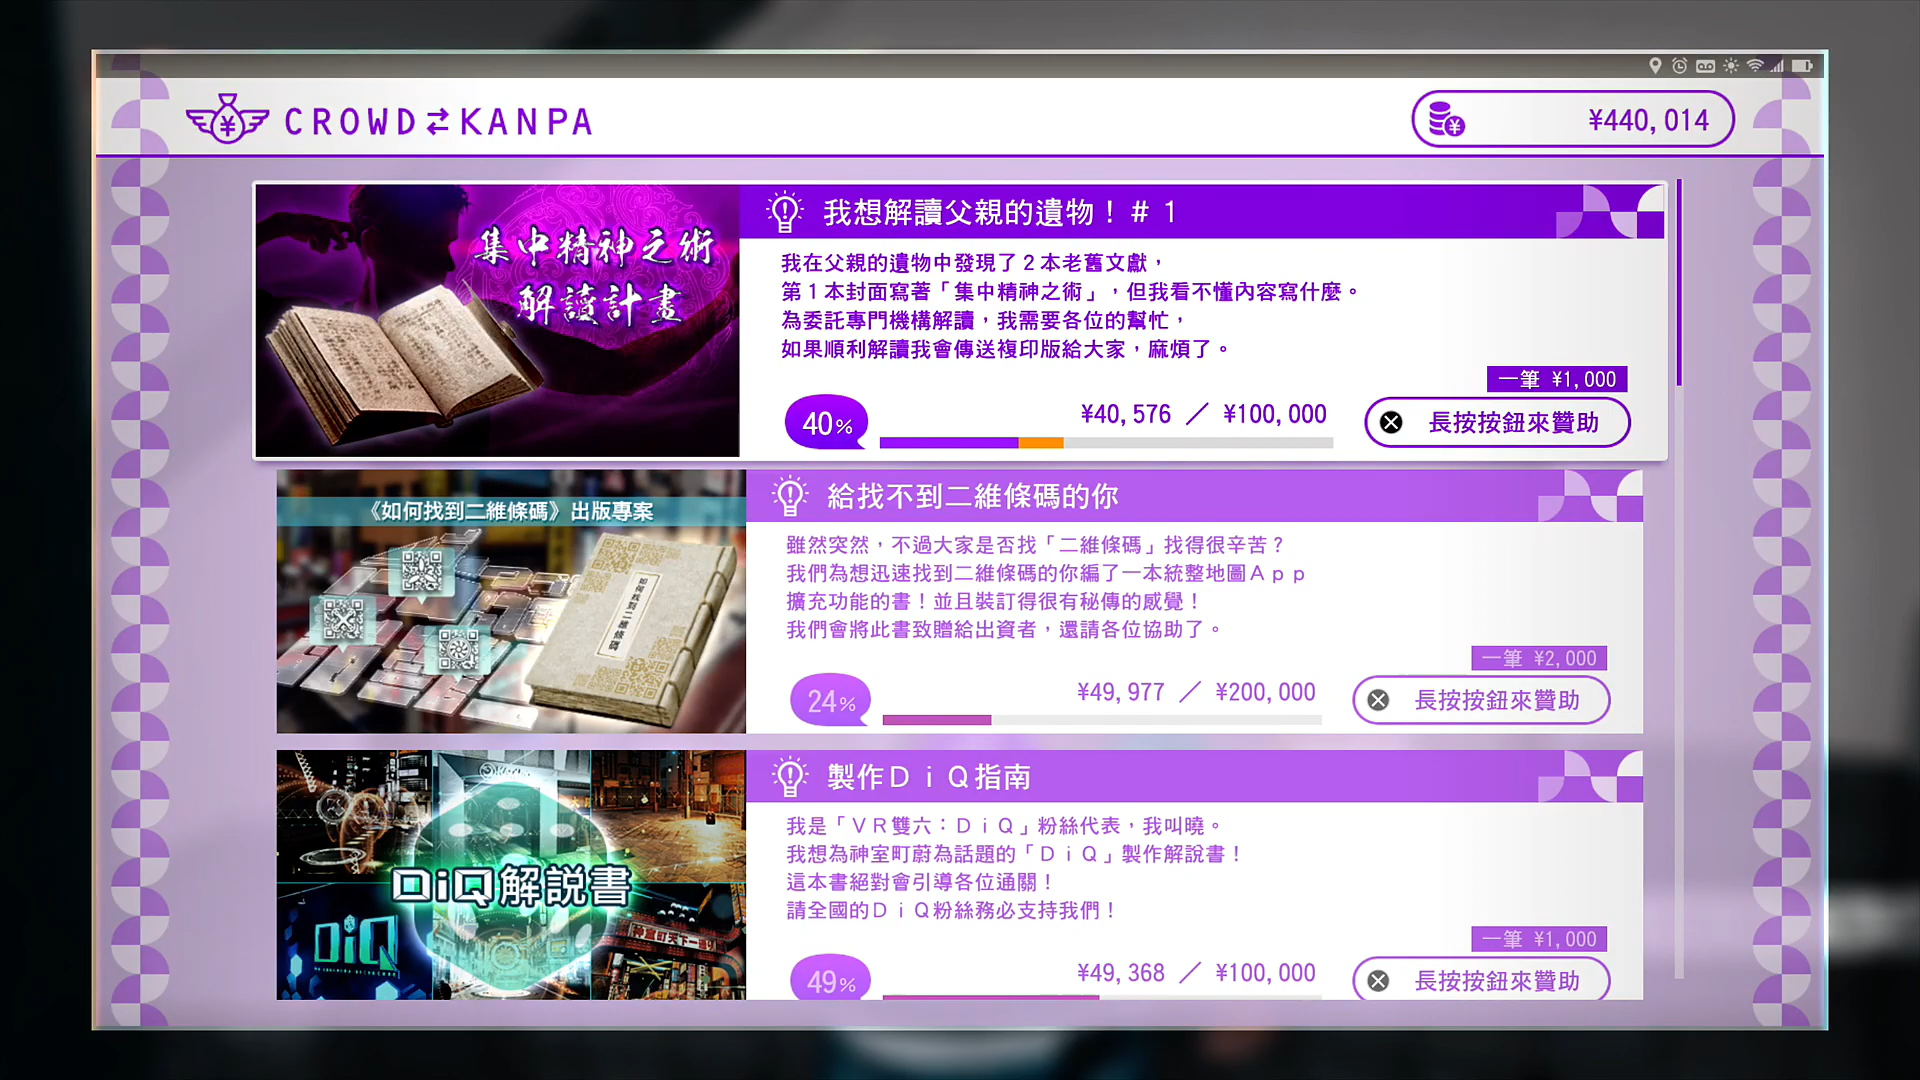 CROWD⇄KANPA
¥440,014
集中精神之術
解讀計畫
我想解讀父親的遺物！＃１
我在父親的遺物中發現了２本老舊文獻，
第１本封面寫著「集中精神之術」，但我看不懂內容寫什麼。
為委託專門機構解讀，我需要各位的幫忙，
如果順利解讀我會傳送複印版給大家，麻煩了。
一筆 ¥1,000
40%
¥40,576 ／ ¥100,000
長按按鈕來贊助
《如何找到二維條碼》出版專案
如何找到二維條碼
給找不到二維條碼的你
雖然突然，不過大家是否找「二維條碼」找得很辛苦？
我們為想迅速找到二維條碼的你編了一本統整地圖Ａｐｐ
擴充功能的書！並且裝訂得很有秘傳的感覺！
我們會將此書致贈給出資者，還請各位協助了。
一筆 ¥2,000
24%
¥49,977 ／ ¥200,000
長按按鈕來贊助
DiQ解說書
DiQ
製作ＤｉＱ指南
我是「ＶＲ雙六：ＤｉＱ」粉絲代表，我叫曉。
我想為神室町蔚為話題的「ＤｉＱ」製作解說書！
這本書絕對會引導各位通關！
請全國的ＤｉＱ粉絲務必支持我們！
一筆 ¥1,000
49%
¥49,368 ／ ¥100,000
長按按鈕來贊助